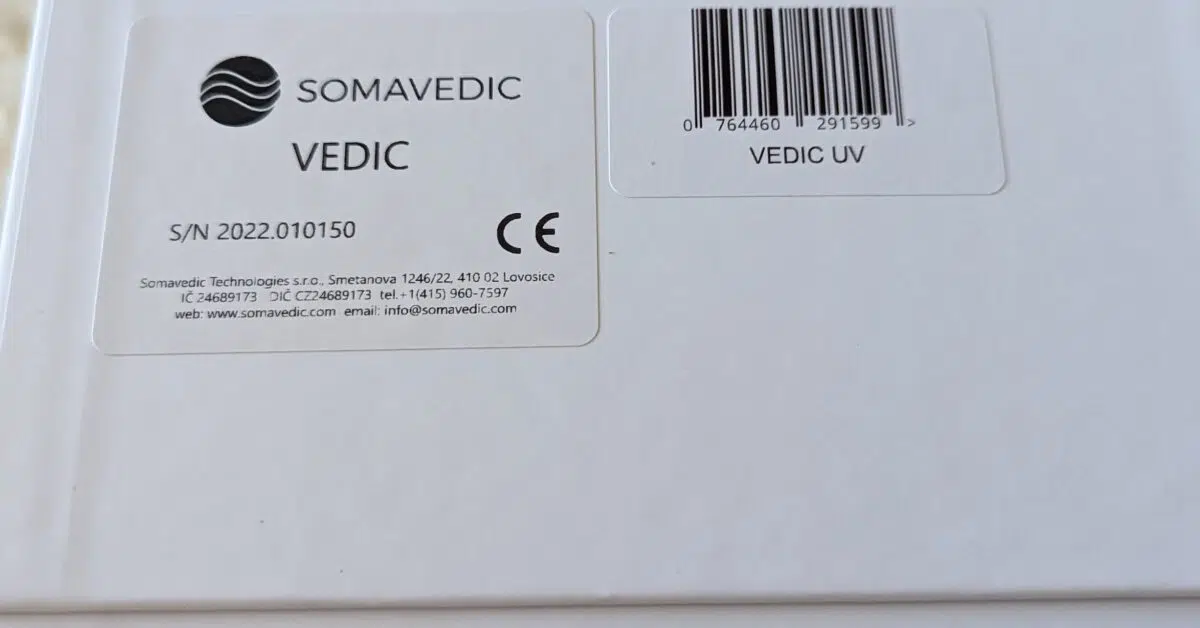 SOMAVEDIC
VEDIC
S/N 2022.010150
CE
Somavedic Technologies s.r.o., Smetanova 1246/22, 410 02 Lovosice
IČ 24689173 DIČ CZ24689173 tel.+1(415) 960-7597
web: www.somavedic.com email: info@somavedic.com
0 764460 291599 >
VEDIC UV